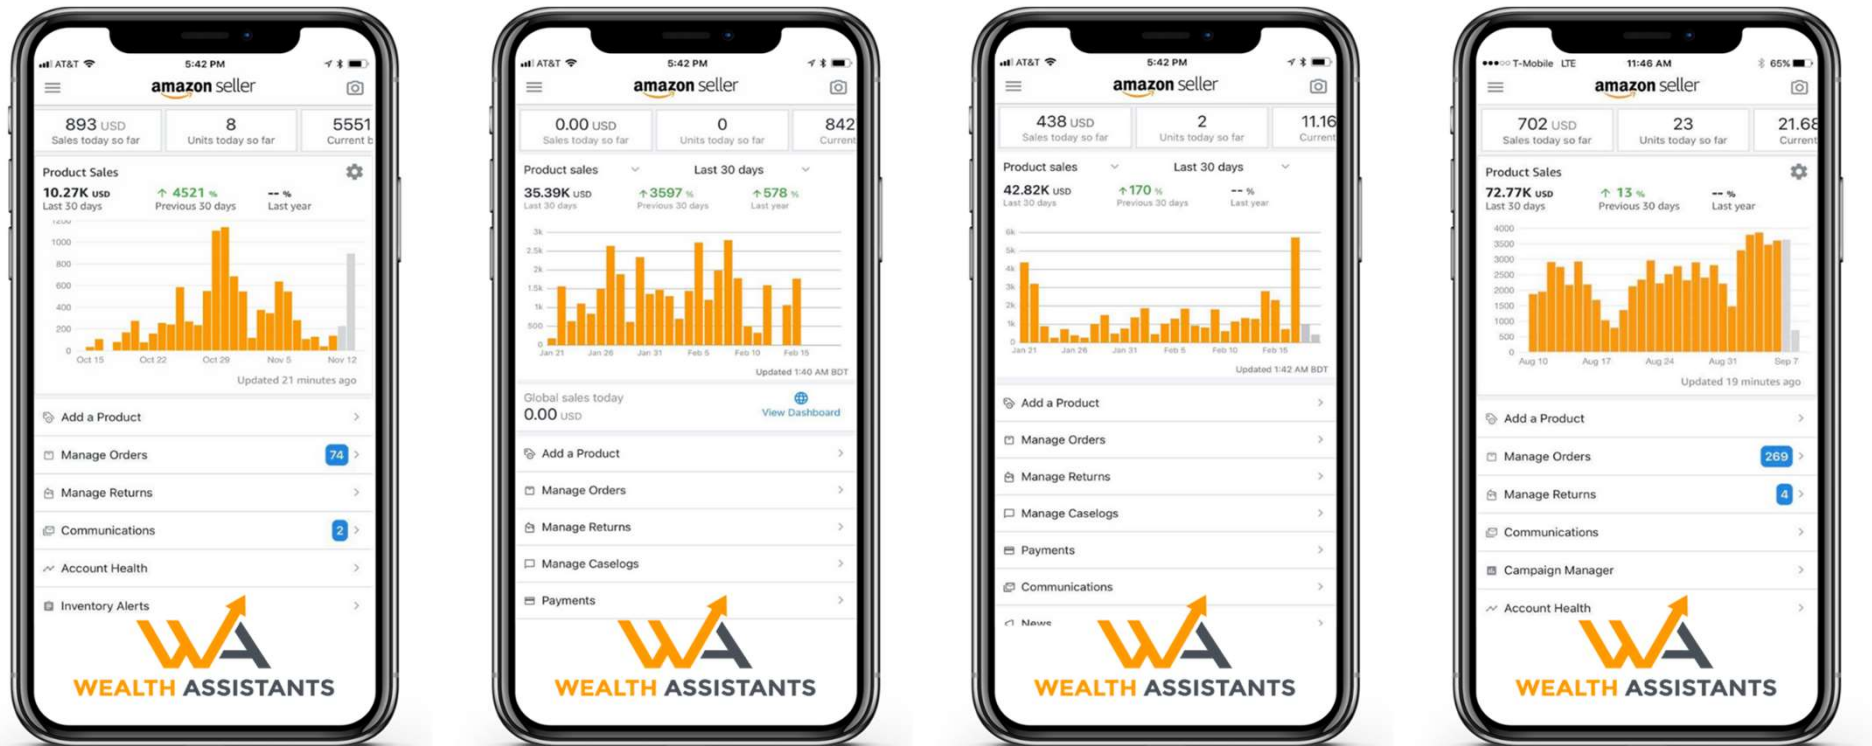 AT&T 5:42 PM
amazon seller
893 USD 8 5551
Sales today so far Units today so far Current b
Product Sales
10.27K USD ↑ 4521 % -- %
Last 30 days Previous 30 days Last year
1200
1000
800
600
400
200
0
Oct 15 Oct 22 Oct 29 Nov 5 Nov 12
Updated 21 minutes ago
Add a Product
Manage Orders 74
Manage Returns
Communications 2
Account Health
Inventory Alerts
WA
WEALTH ASSISTANTS
AT&T 5:42 PM
amazon seller
0.00 USD 0 842
Sales today so far Units today so far Current
Product sales Last 30 days
35.39K USD ↑ 3597 % ↑ 578 %
Last 30 days Previous 30 days Last year
3k
2.5k
2k
1.5k
1k
500
0
Jan 21 Jan 26 Jan 31 Feb 5 Feb 10 Feb 15
Updated 1:40 AM BDT
Global sales today
0.00 USD View Dashboard
Add a Product
Manage Orders
Manage Returns
Manage Caselogs
Payments
WA
WEALTH ASSISTANTS
AT&T 5:42 PM
amazon seller
438 USD 2 11.16
Sales today so far Units today so far Current
Product sales Last 30 days
42.82K USD ↑ 170 % -- %
Last 30 days Previous 30 days Last year
6k
5k
4k
3k
2k
1k
0
Jan 21 Jan 26 Jan 31 Feb 5 Feb 10 Feb 15
Updated 1:42 AM BDT
Add a Product
Manage Orders
Manage Returns
Manage Caselogs
Payments
Communications
News
WA
WEALTH ASSISTANTS
T-Mobile LTE 11:46 AM 65%
amazon seller
702 USD 23 21.68
Sales today so far Units today so far Current
Product Sales
72.77K USD ↑ 13 % -- %
Last 30 days Previous 30 days Last year
4000
3500
3000
2500
2000
1500
1000
500
0
Aug 10 Aug 17 Aug 24 Aug 31 Sep 7
Updated 19 minutes ago
Add a Product
Manage Orders 269
Manage Returns 4
Communications
Campaign Manager
Account Health
WA
WEALTH ASSISTANTS